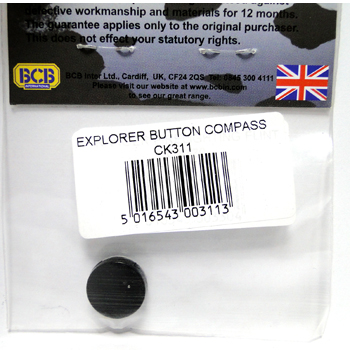 defective workmanship and materials for 12 months.
The guarantee applies only to the original purchaser.
This does not effect your statutory rights.
BCB
INTERNATIONAL
BCB Inter Ltd., Cardiff, UK, CF24 2QS. Tel: 0845 300 4111
Please visit our website at www.bcbin.com
to see our great range.
EXPLORER BUTTON COMPASS
CK311
5 016543 003113